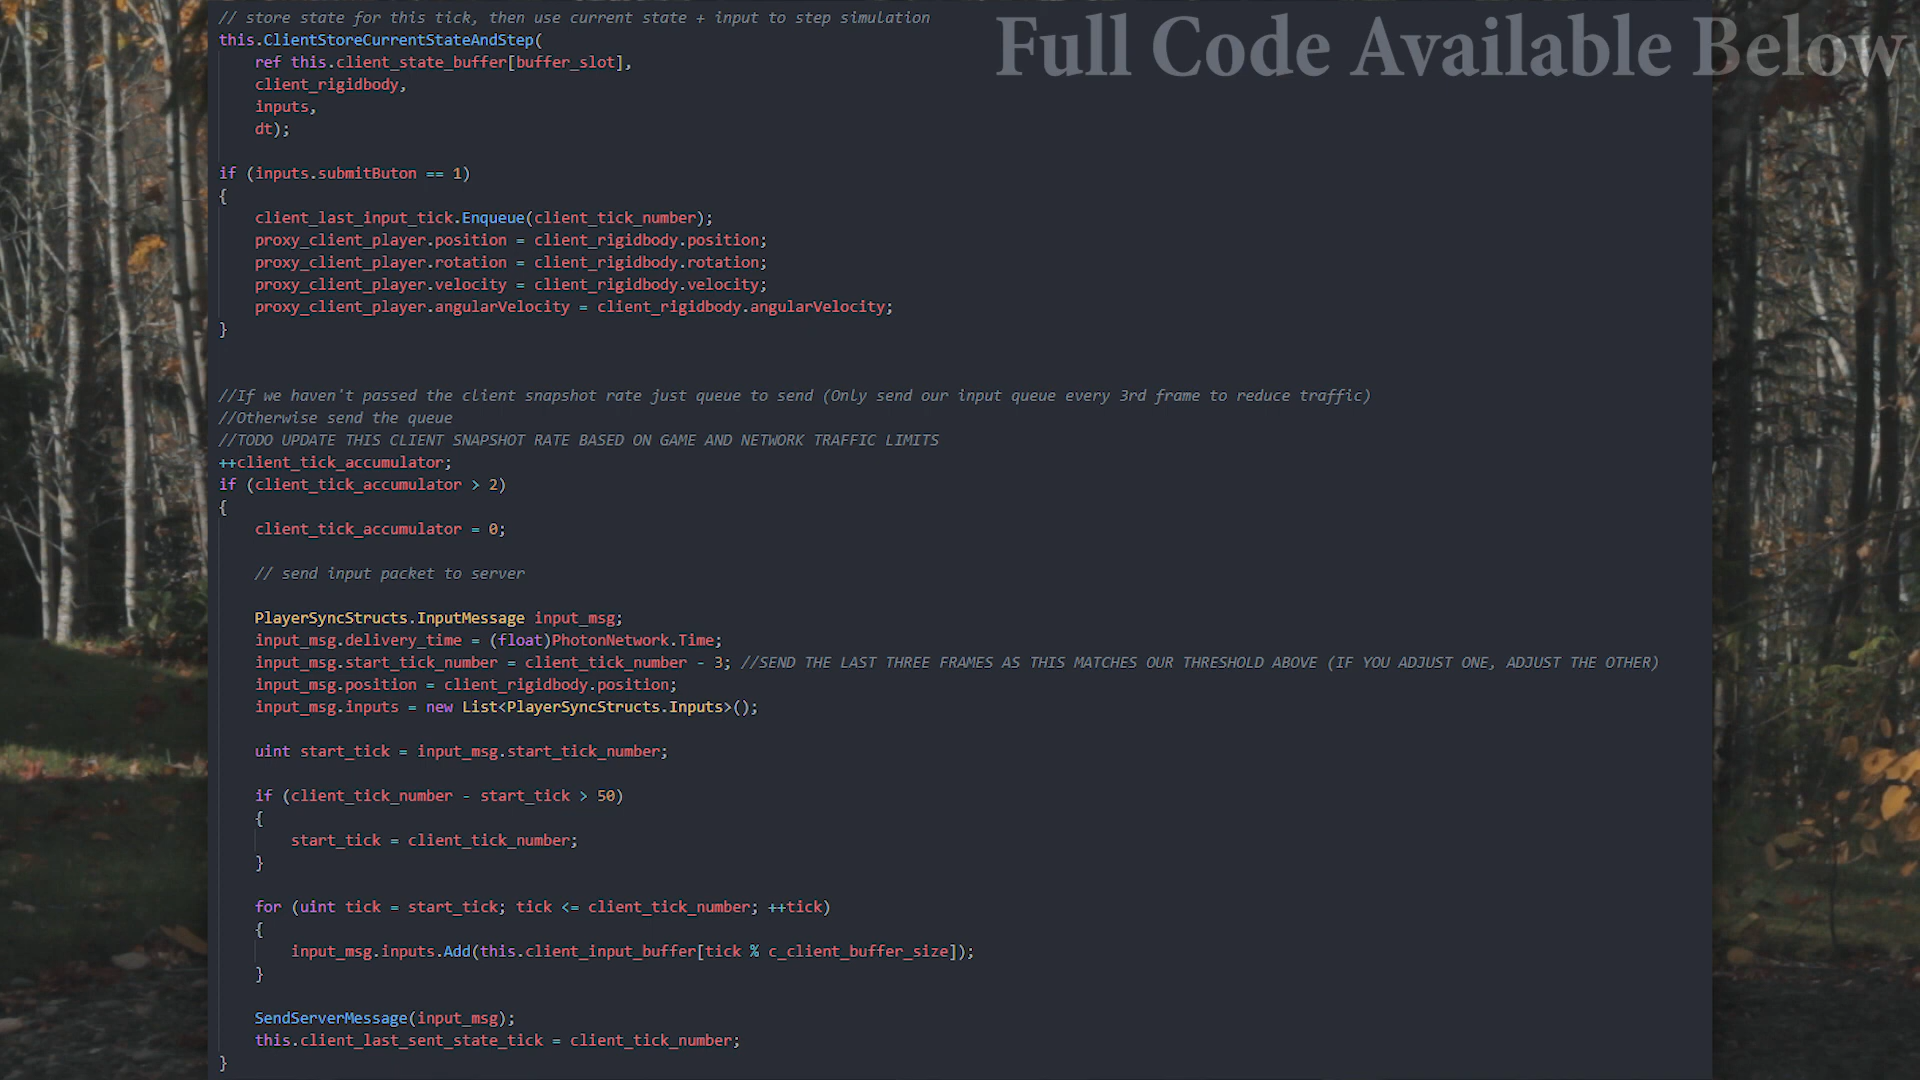 Full Code Available Below
// store state for this tick, then use current state + input to step simulation
this.ClientStoreCurrentStateAndStep(
ref this.client_state_buffer[buffer_slot],
client_rigidbody,
inputs,
dt);
if (inputs.submitButon == 1)
{
client_last_input_tick.Enqueue(client_tick_number);
proxy_client_player.position = client_rigidbody.position;
proxy_client_player.rotation = client_rigidbody.rotation;
proxy_client_player.velocity = client_rigidbody.velocity;
proxy_client_player.angularVelocity = client_rigidbody.angularVelocity;
}
//If we haven't passed the client snapshot rate just queue to send (Only send our input queue every 3rd frame to reduce traffic)
//Otherwise send the queue
//TODO UPDATE THIS CLIENT SNAPSHOT RATE BASED ON GAME AND NETWORK TRAFFIC LIMITS
++client_tick_accumulator;
if (client_tick_accumulator > 2)
{
client_tick_accumulator = 0;
// send input packet to server
PlayerSyncStructs.InputMessage input_msg;
input_msg.delivery_time = (float)PhotonNetwork.Time;
input_msg.start_tick_number = client_tick_number - 3; //SEND THE LAST THREE FRAMES AS THIS MATCHES OUR THRESHOLD ABOVE (IF YOU ADJUST ONE, ADJUST THE OTHER)
input_msg.position = client_rigidbody.position;
input_msg.inputs = new List<PlayerSyncStructs.Inputs>();
uint start_tick = input_msg.start_tick_number;
if (client_tick_number - start_tick > 50)
{
start_tick = client_tick_number;
}
for (uint tick = start_tick; tick <= client_tick_number; ++tick)
{
input_msg.inputs.Add(this.client_input_buffer[tick % c_client_buffer_size]);
}
SendServerMessage(input_msg);
this.client_last_sent_state_tick = client_tick_number;
}